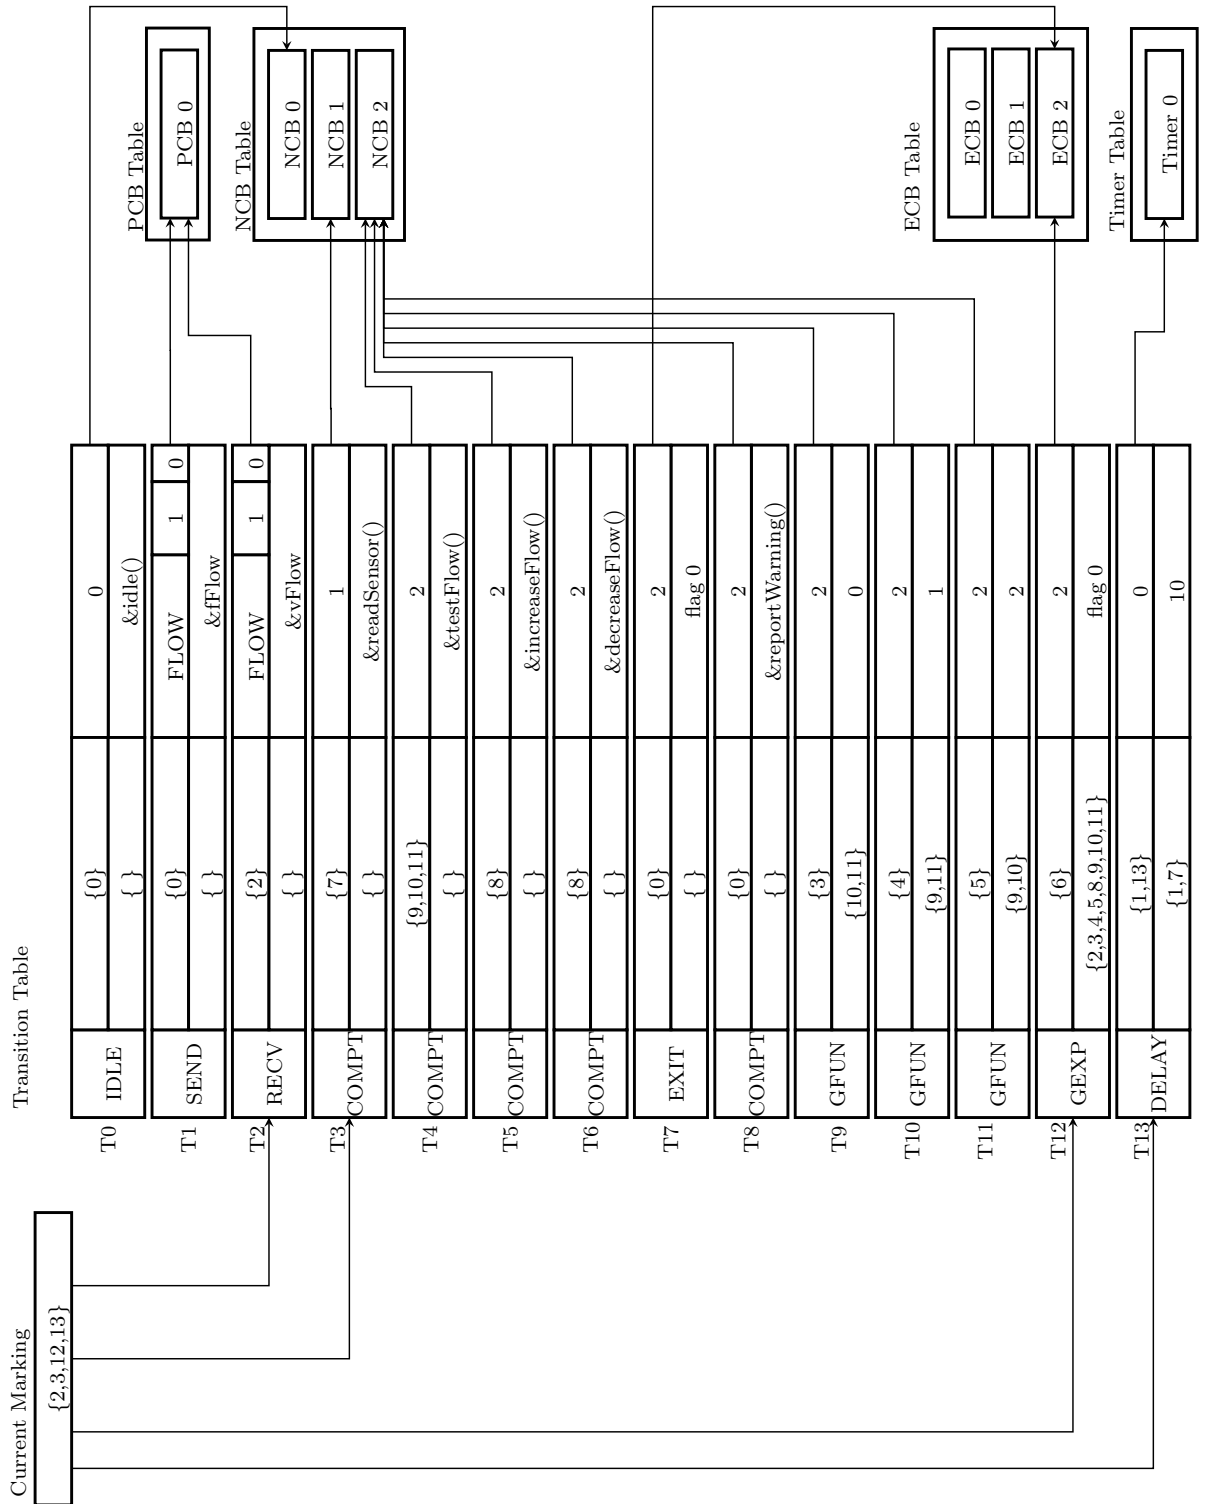 Current Marking
{2,3,12,13}
Transition Table
T0
IDLE
{0}
{ }
0
&idle()
T1
SEND
{0}
{ }
FLOW
1
0
&fFlow
T2
RECV
{2}
{ }
FLOW
1
0
&vFlow
T3
COMPT
{7}
{ }
1
&readSensor()
T4
COMPT
{9,10,11}
{ }
2
&testFlow()
T5
COMPT
{8}
{ }
2
&increaseFlow()
T6
COMPT
{8}
{ }
2
&decreaseFlow()
T7
EXIT
{0}
{ }
2
flag 0
T8
COMPT
{0}
{ }
2
&reportWarning()
T9
GFUN
{3}
{10,11}
2
0
T10
GFUN
{4}
{9,11}
2
1
T11
GFUN
{5}
{9,10}
2
2
T12
GEXP
{6}
{2,3,4,5,8,9,10,11}
2
flag 0
T13
DELAY
{1,13}
{1,7}
0
10
PCB Table
PCB 0
NCB Table
NCB 0
NCB 1
NCB 2
ECB Table
ECB 0
ECB 1
ECB 2
Timer Table
Timer 0